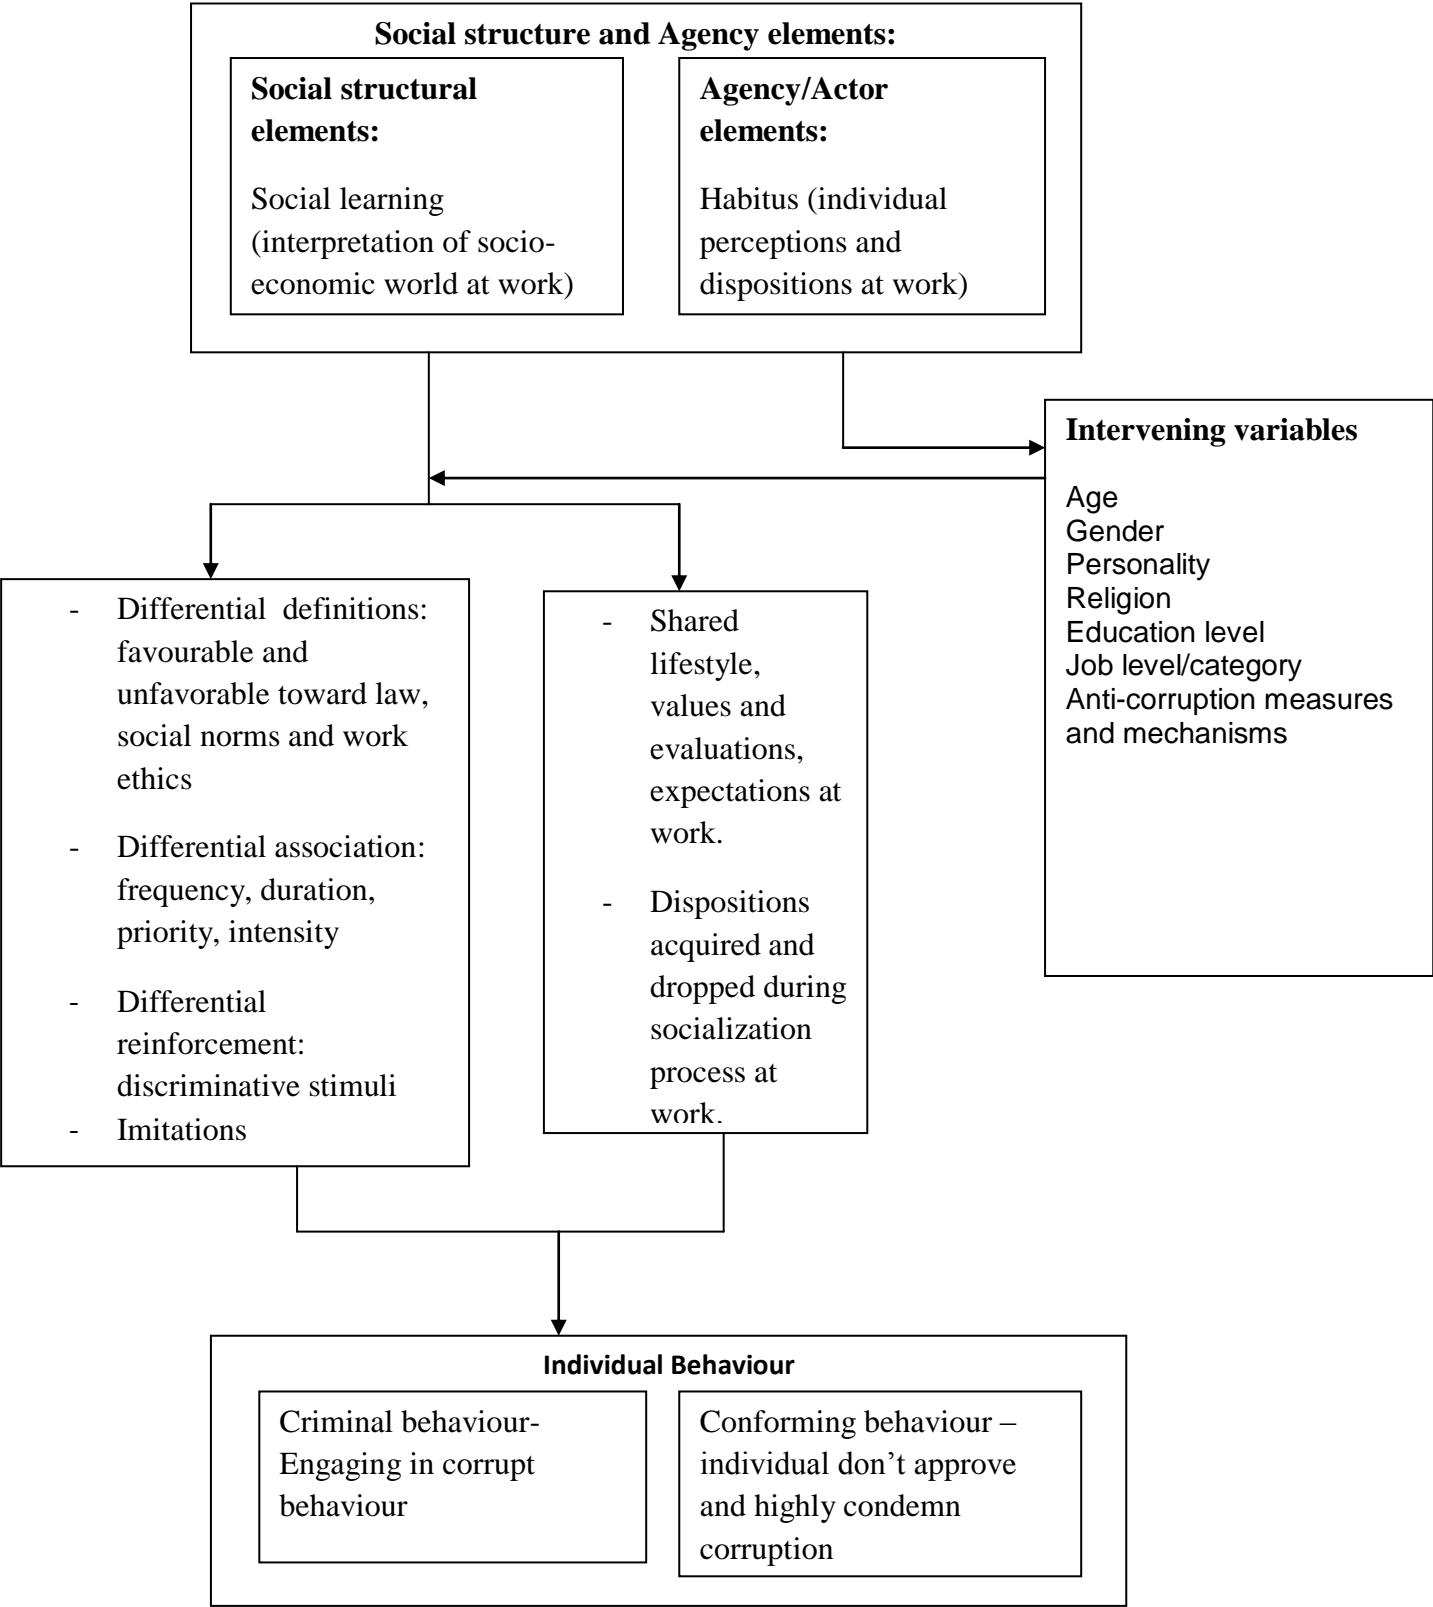 Social structure and Agency elements:
Social structural
elements:
Social learning
(interpretation of socio-
economic world at work)
Agency/Actor
elements:
Habitus (individual
perceptions and
dispositions at work)
Intervening variables
Age
Gender
Personality
Religion
Education level
Job level/category
Anti-corruption measures
and mechanisms
- Differential definitions:
favourable and
unfavorable toward law,
social norms and work
ethics
- Differential association:
frequency, duration,
priority, intensity
- Differential
reinforcement:
discriminative stimuli
- Imitations
- Shared
lifestyle,
values and
evaluations,
expectations at
work.
- Dispositions
acquired and
dropped during
socialization
process at
work.
Individual Behaviour
Criminal behaviour-
Engaging in corrupt
behaviour
Conforming behaviour –
individual don’t approve
and highly condemn
corruption